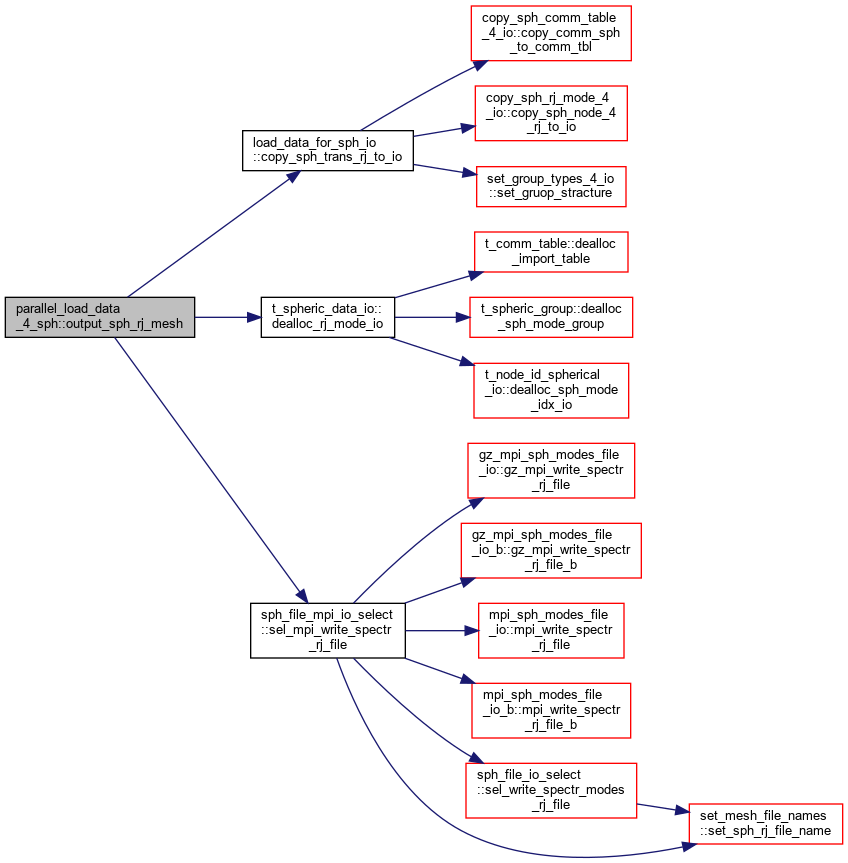 copy_sph_comm_table
_4_io::copy_comm_sph
_to_comm_tbl
copy_sph_rj_mode_4
_io::copy_sph_node_4
_rj_to_io
load_data_for_sph_io
::copy_sph_trans_rj_to_io
set_group_types_4_io
::set_gruop_stracture
t_comm_table::dealloc
_import_table
parallel_load_data
_4_sph::output_sph_rj_mesh
t_spheric_data_io::
dealloc_rj_mode_io
t_spheric_group::dealloc
_sph_mode_group
t_node_id_spherical
_io::dealloc_sph_mode
_idx_io
gz_mpi_sph_modes_file
_io::gz_mpi_write_spectr
_rj_file
gz_mpi_sph_modes_file
_io_b::gz_mpi_write_spectr
_rj_file_b
sph_file_mpi_io_select
::sel_mpi_write_spectr
_rj_file
mpi_sph_modes_file
_io::mpi_write_spectr
_rj_file
mpi_sph_modes_file
_io_b::mpi_write_spectr
_rj_file_b
sph_file_io_select
::sel_write_spectr_modes
_rj_file
set_mesh_file_names
::set_sph_rj_file_name